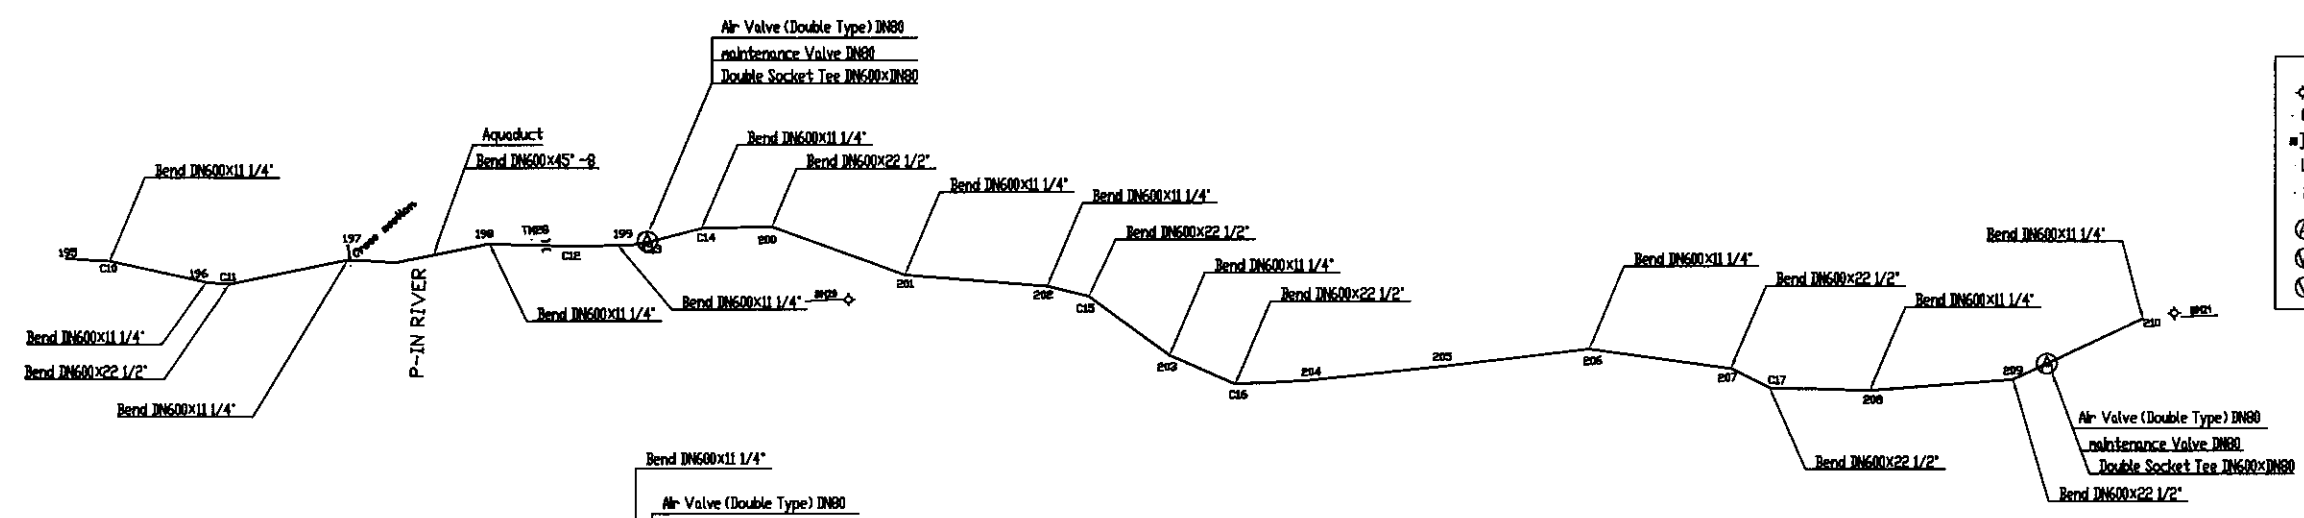 Air Valve (Double Type) DN80
maintenance Valve DN80
Double Socket Tee DN600×DN80
Aquaduct
Bend DN600×45° ~8
Bend DN600×11 1/4°
Bend DN600×22 1/2°
Bend DN600×11 1/4°
Bend DN600×11 1/4°
Bend DN600×11 1/4°
Bend DN600×22 1/2°
Bend DN600×11 1/4°
Bend DN600×22 1/2°
Bend DN600×11 1/4°
Bend DN600×22 1/2°
Bend DN600×11 1/4°
Bend DN600×11 1/4°
195
C10
196
C11
197
Cross section
198
C12
199
C13
C14
200
201
202
C15
203
C16
204
205
206
207
C17
208
209
210
A
A
P-IN RIVER
Bend DN600×11 1/4°
Bend DN600×22 1/2°
Bend DN600×11 1/4°
Bend DN600×11 1/4°
Bend DN600×11 1/4°
Bend DN600×22 1/2°
Air Valve (Double Type) DN80
maintenance Valve DN80
Double Socket Tee DN600×DN80
Bend DN600×22 1/2°
Bend DN600×11 1/4°
Air Valve (Double Type) DN80